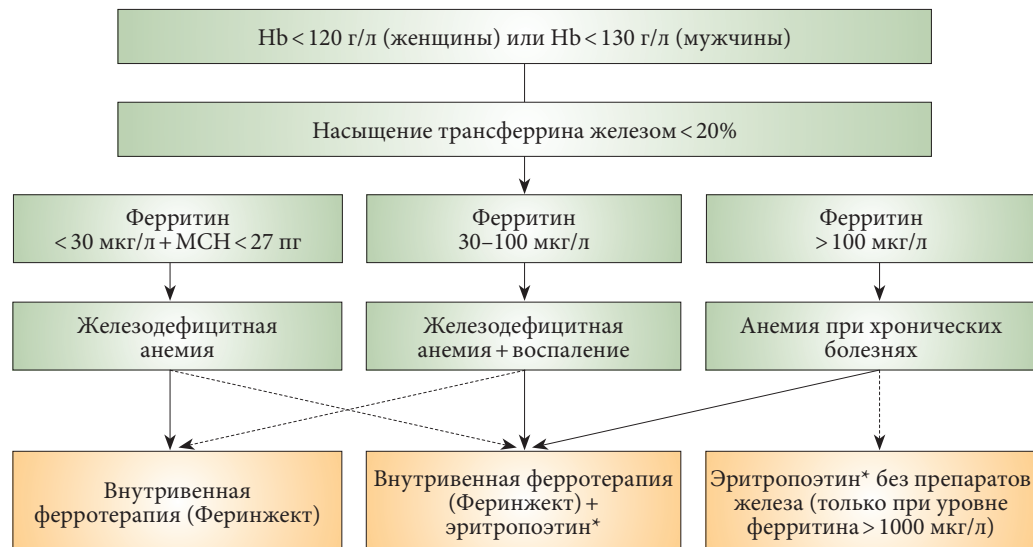 Hb < 120 г/л (женщины) или Hb < 130 г/л (мужчины)
Насыщение трансферрина железом < 20%
Ферритин
< 30 мкг/л + МСН < 27 пг
Ферритин
30–100 мкг/л
Ферритин
> 100 мкг/л
Железодефицитная
анемия
Железодефицитная
анемия + воспаление
Анемия при хронических
болезнях
Внутривенная
ферротерапия (Феринжект)
Внутривенная ферротерапия
(Феринжект) +
эритропоэтин*
Эритропоэтин* без препаратов
железа (только при уровне
ферритина > 1000 мкг/л)